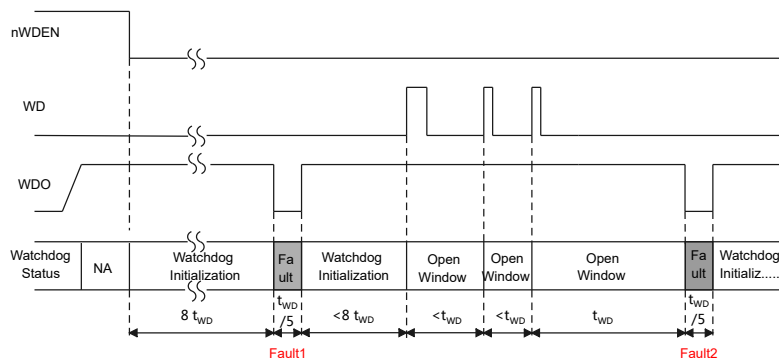 nWDEN
WD
WDO
Watchdog
Status
NA
Watchdog
Initialization
Fa
ult
Watchdog
Initialization
Open
Window
Open
Window
Open
Window
Fa
ult
Watchdog
Initializ.....
8 tWD
tWD
/5
<8 tWD
<tWD
<tWD
tWD
tWD
/5
Fault1
Fault2